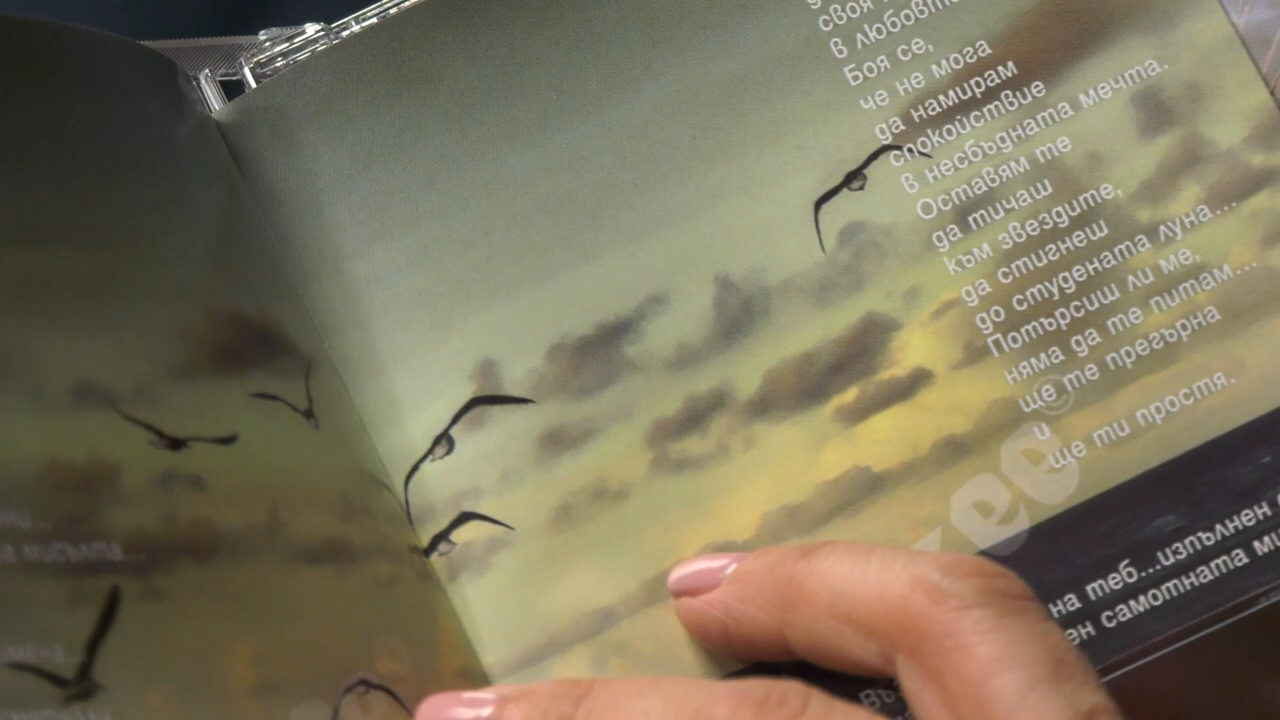 своя
в любовта
Боя се,
че не мога
да намирам
спокойствие
в несбъдната мечта.
Оставям те
да тичаш
към звездите,
да стигнеш
до студената луна...
Потърсиш ли ме,
няма да те питам...
ще те прегърна
и
ще ти простя.
на теб...изпълнен
ен самотната ми
а мисълта...